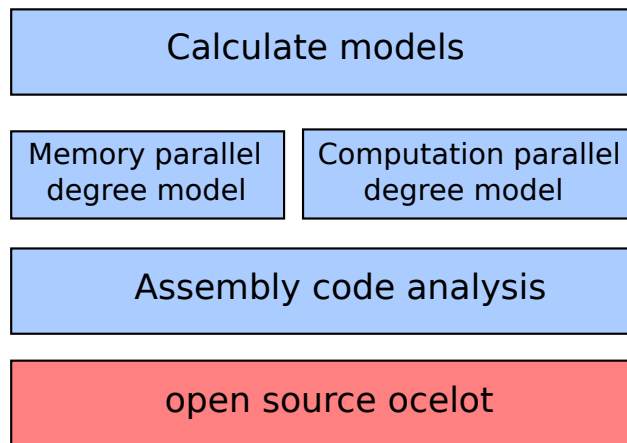 Calculate models
Memory parallel
degree model
Computation parallel
degree model
Assembly code analysis
open source ocelot